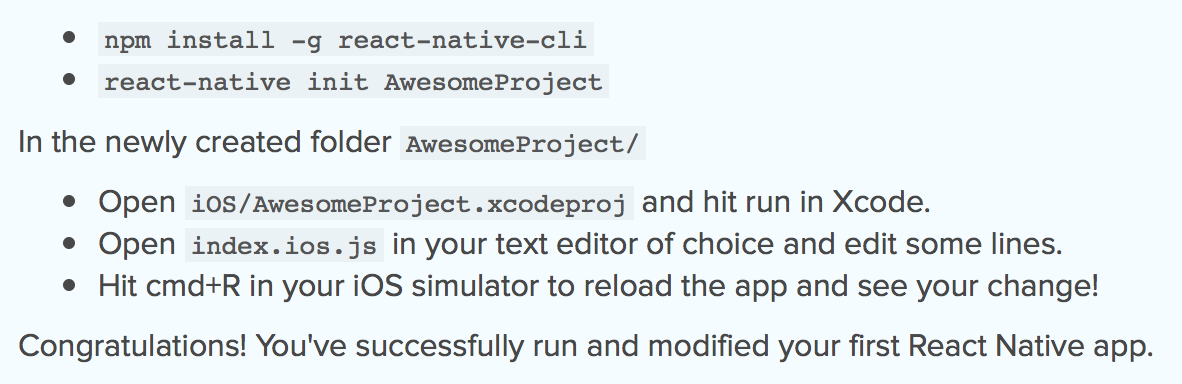 npm install -g react-native-cli
react-native init AwesomeProject
In the newly created folder AwesomeProject/
Open iOS/AwesomeProject.xcodeproj and hit run in Xcode.
Open index.ios.js in your text editor of choice and edit some lines.
Hit cmd+R in your iOS simulator to reload the app and see your change!
Congratulations! You've successfully run and modified your first React Native app.